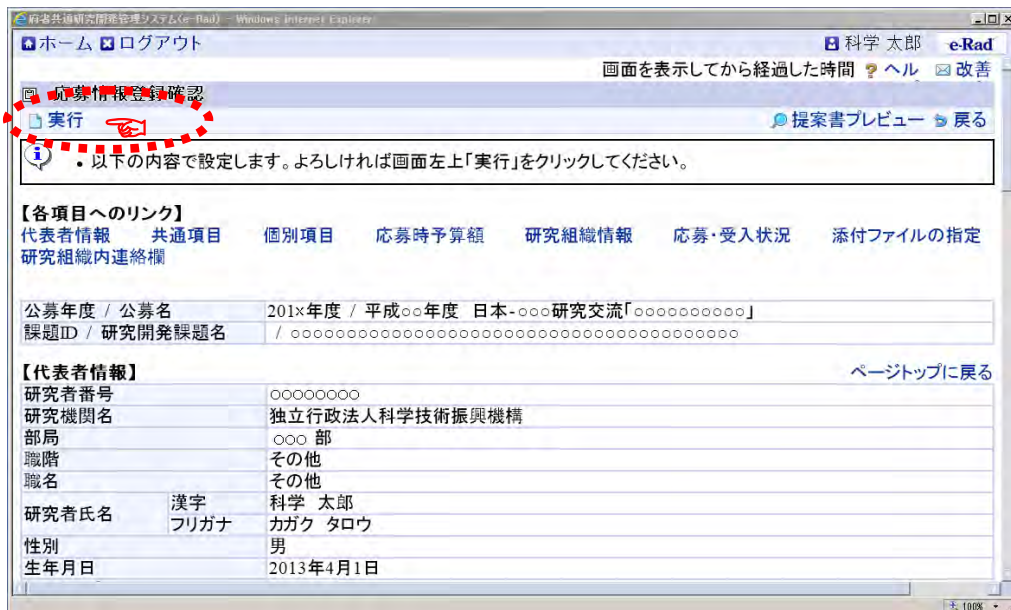 府省共通研究開発管理システム(e-Rad) - Windows Internet Explorer
ホーム ログアウト 科学 太郎 e-Rad
画面を表示してから経過した時間 ヘル 改善
応募情報登録確認
実行 提案書プレビュー 戻る
・以下の内容で設定します。よろしければ画面左上「実行」をクリックしてください。
【各項目へのリンク】
代表者情報 共通項目 個別項目 応募時予算額 研究組織情報 応募・受入状況 添付ファイルの指定
研究組織内連絡欄
公募年度 / 公募名 201×年度 / 平成○○年度 日本-○○○研究交流「○○○○○○○○○○」
課題ID / 研究開発課題名 / ○○○○○○○○○○○○○○○○○○○○○○○○○○○○○○○○○○○○○○○○
【代表者情報】 ページトップに戻る
研究者番号 ○○○○○○○○
研究機関名 独立行政法人科学技術振興機構
部局 ○○○ 部
職階 その他
職名 その他
研究者氏名 漢字 科学 太郎
フリガナ カガク タロウ
性別 男
生年月日 2013年4月1日
100%